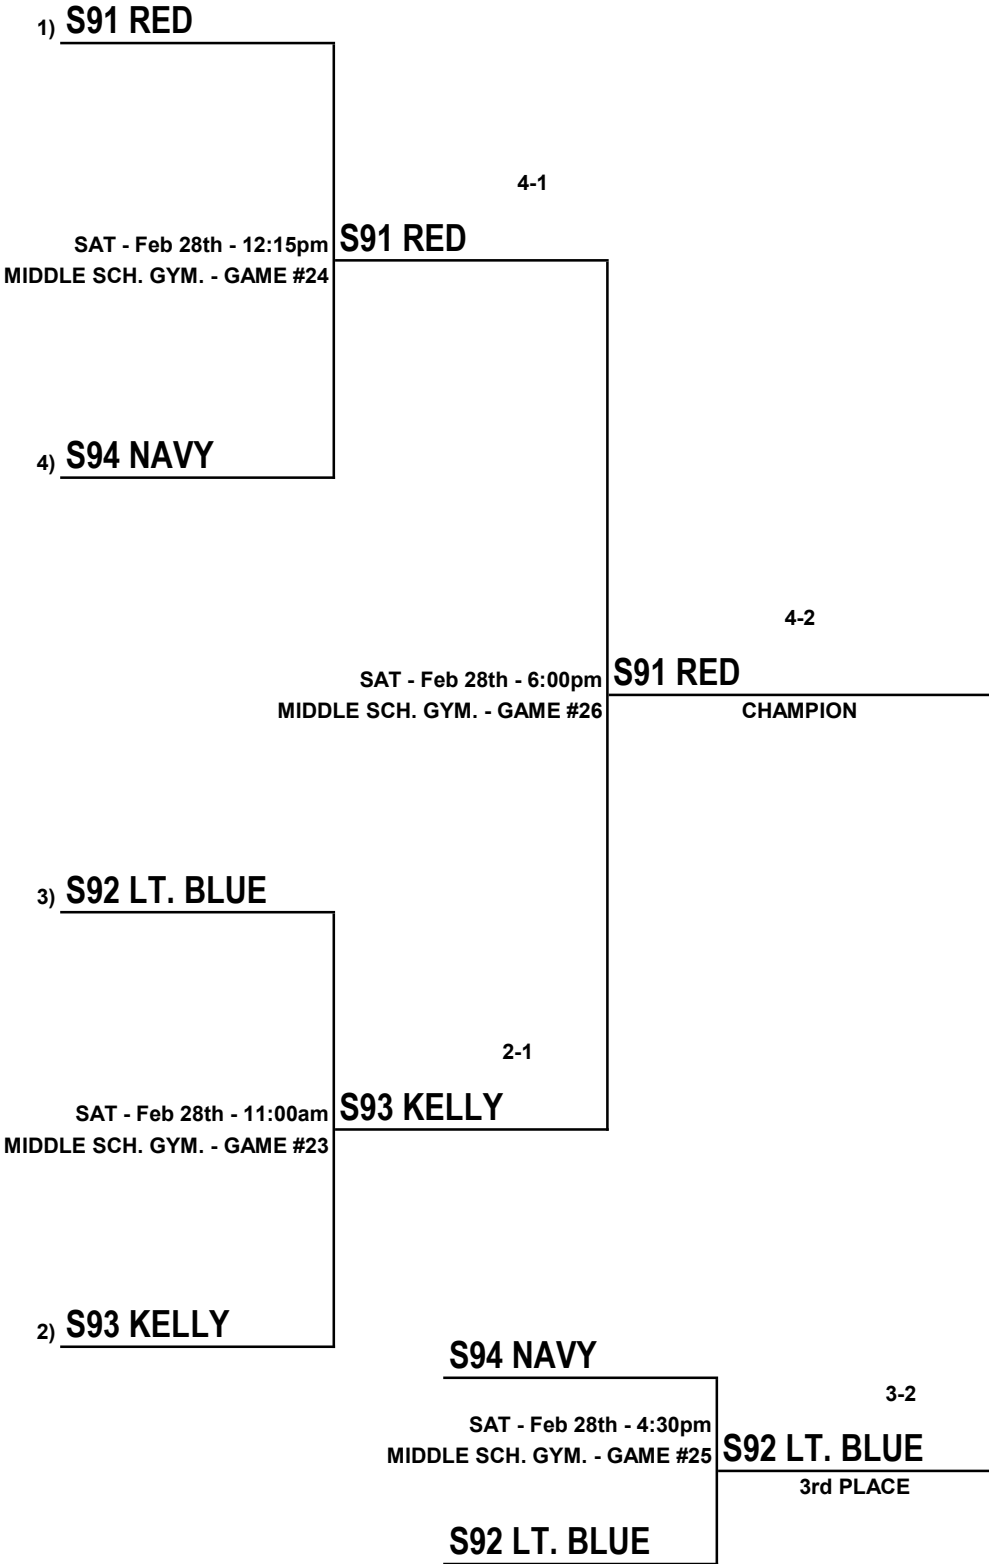 1) S91 RED
4-1
SAT - Feb 28th - 12:15pm
S91 RED
MIDDLE SCH. GYM. - GAME #24
4) S94 NAVY
4-2
SAT - Feb 28th - 6:00pm
S91 RED
MIDDLE SCH. GYM. - GAME #26
CHAMPION
3) S92 LT. BLUE
2-1
SAT - Feb 28th - 11:00am
S93 KELLY
MIDDLE SCH. GYM. - GAME #23
2) S93 KELLY
S94 NAVY
3-2
SAT - Feb 28th - 4:30pm
MIDDLE SCH. GYM. - GAME #25
S92 LT. BLUE
3rd PLACE
S92 LT. BLUE